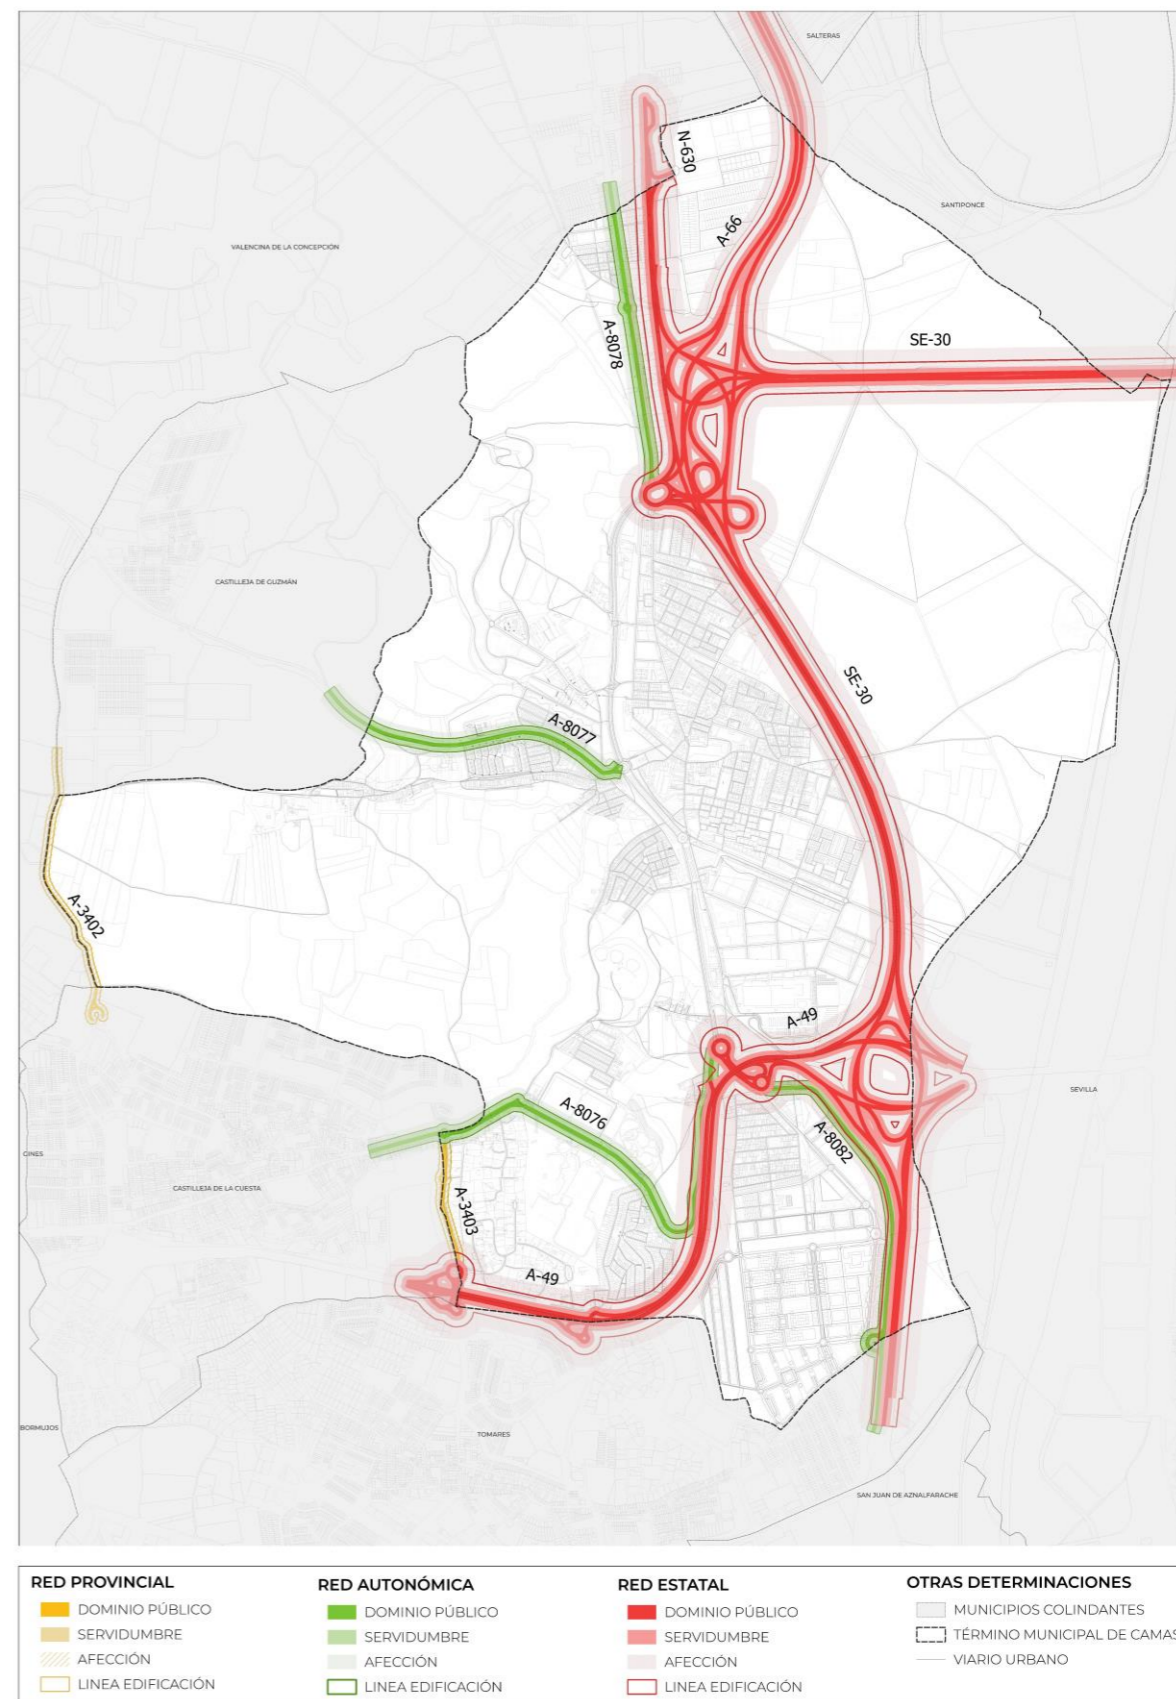 SALTERAS
N-630
SANTIPONCE
A-66
VALENCINA DE LA CONCEPCIÓN
A-8078
SE-30
CASTILLEJA DE GUZMÁN
SE-30
A-8077
A-3402
A-49
SEVILLA
A-8076
A-8082
GINES
CASTILLEJA DE LA CUESTA
A-3403
A-49
BORMUJOS
TOMARES
SAN JUAN DE AZNALFARACHE
RED PROVINCIAL
DOMINIO PÚBLICO
SERVIDUMBRE
AFECCIÓN
LINEA EDIFICACIÓN
RED AUTONÓMICA
DOMINIO PÚBLICO
SERVIDUMBRE
AFECCIÓN
LINEA EDIFICACIÓN
RED ESTATAL
DOMINIO PÚBLICO
SERVIDUMBRE
AFECCIÓN
LINEA EDIFICACIÓN
OTRAS DETERMINACIONES
MUNICIPIOS COLINDANTES
TÉRMINO MUNICIPAL DE CAMAS
VIARIO URBANO